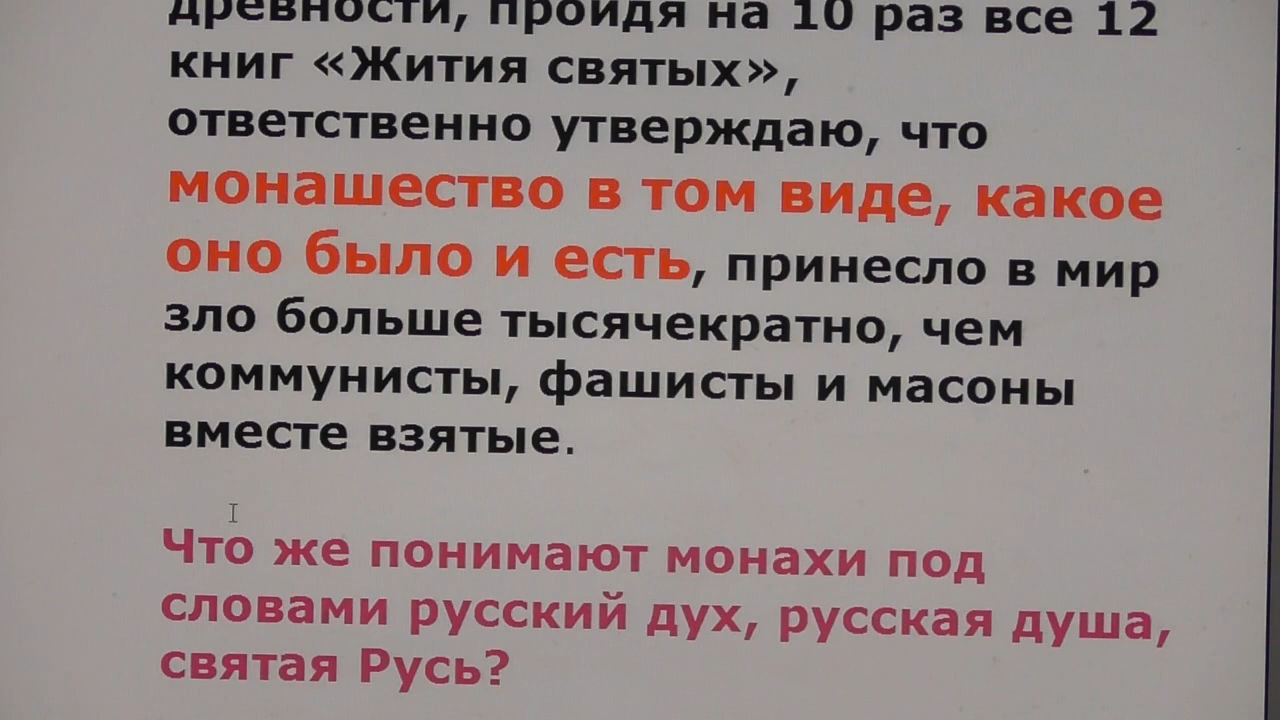 древности, пройдя на 10 раз все 12
книг «Жития святых»,
ответственно утверждаю, что
монашество в том виде, какое
оно было и есть, принесло в мир
зло больше тысячекратно, чем
коммунисты, фашисты и масоны
вместе взятые.
Что же понимают монахи под
словами русский дух, русская душа,
святая Русь?